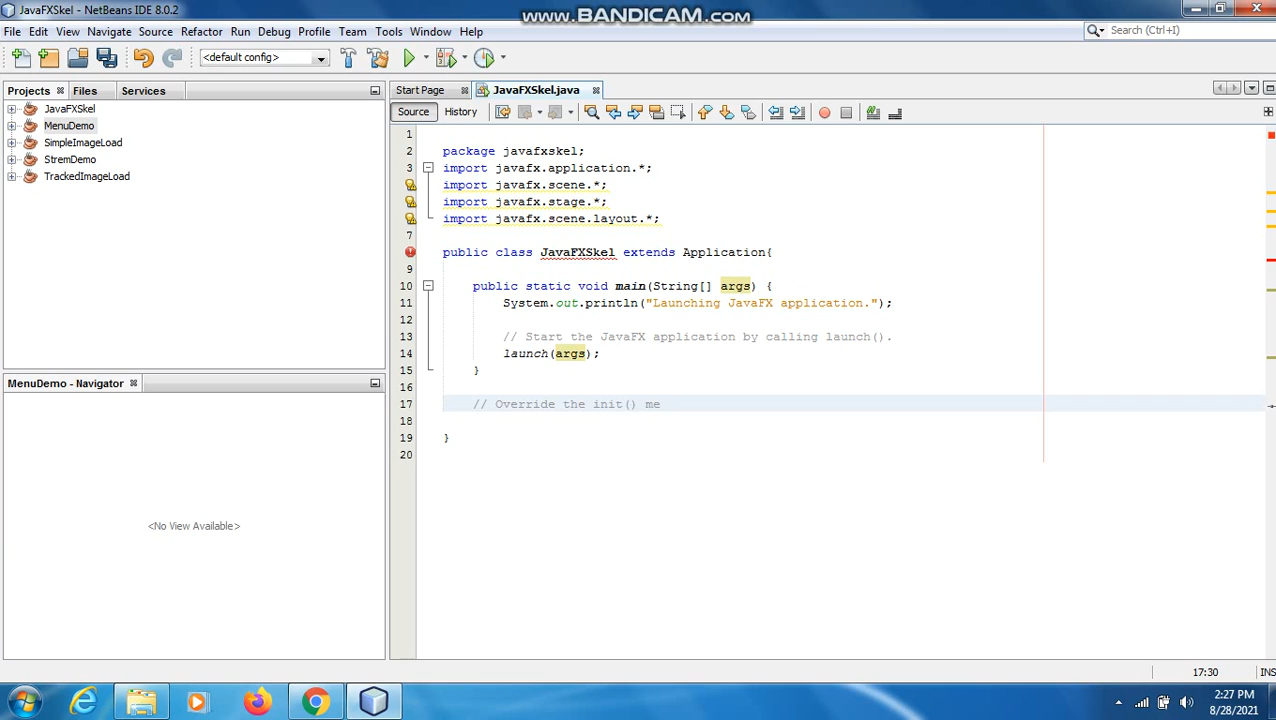 JavaFXSkel - NetBeans IDE 8.0.2
www.BANDICAM.com
File Edit View Navigate Source Refactor Run Debug Profile Team Tools Window Help
Search (Ctrl+I)
<default config>
Projects Files Services
Start Page JavaFXSkel.java
Source History
JavaFXSkel
MenuDemo
SimpleImageLoad
StremDemo
TrackedImageLoad
MenuDemo - Navigator
<No View Available>
1
2 package javafxskel;
3 import javafx.application.*;
import javafx.scene.*;
import javafx.stage.*;
import javafx.scene.layout.*;
7
public class JavaFXSkel extends Application{
9
10 public static void main(String[] args) {
11 System.out.println("Launching JavaFX application.");
12
13 // Start the JavaFX application by calling launch().
14 launch(args);
15 }
16
17 // Override the init() me
18
19 }
20
17:30 INS
2:27 PM
8/28/2021